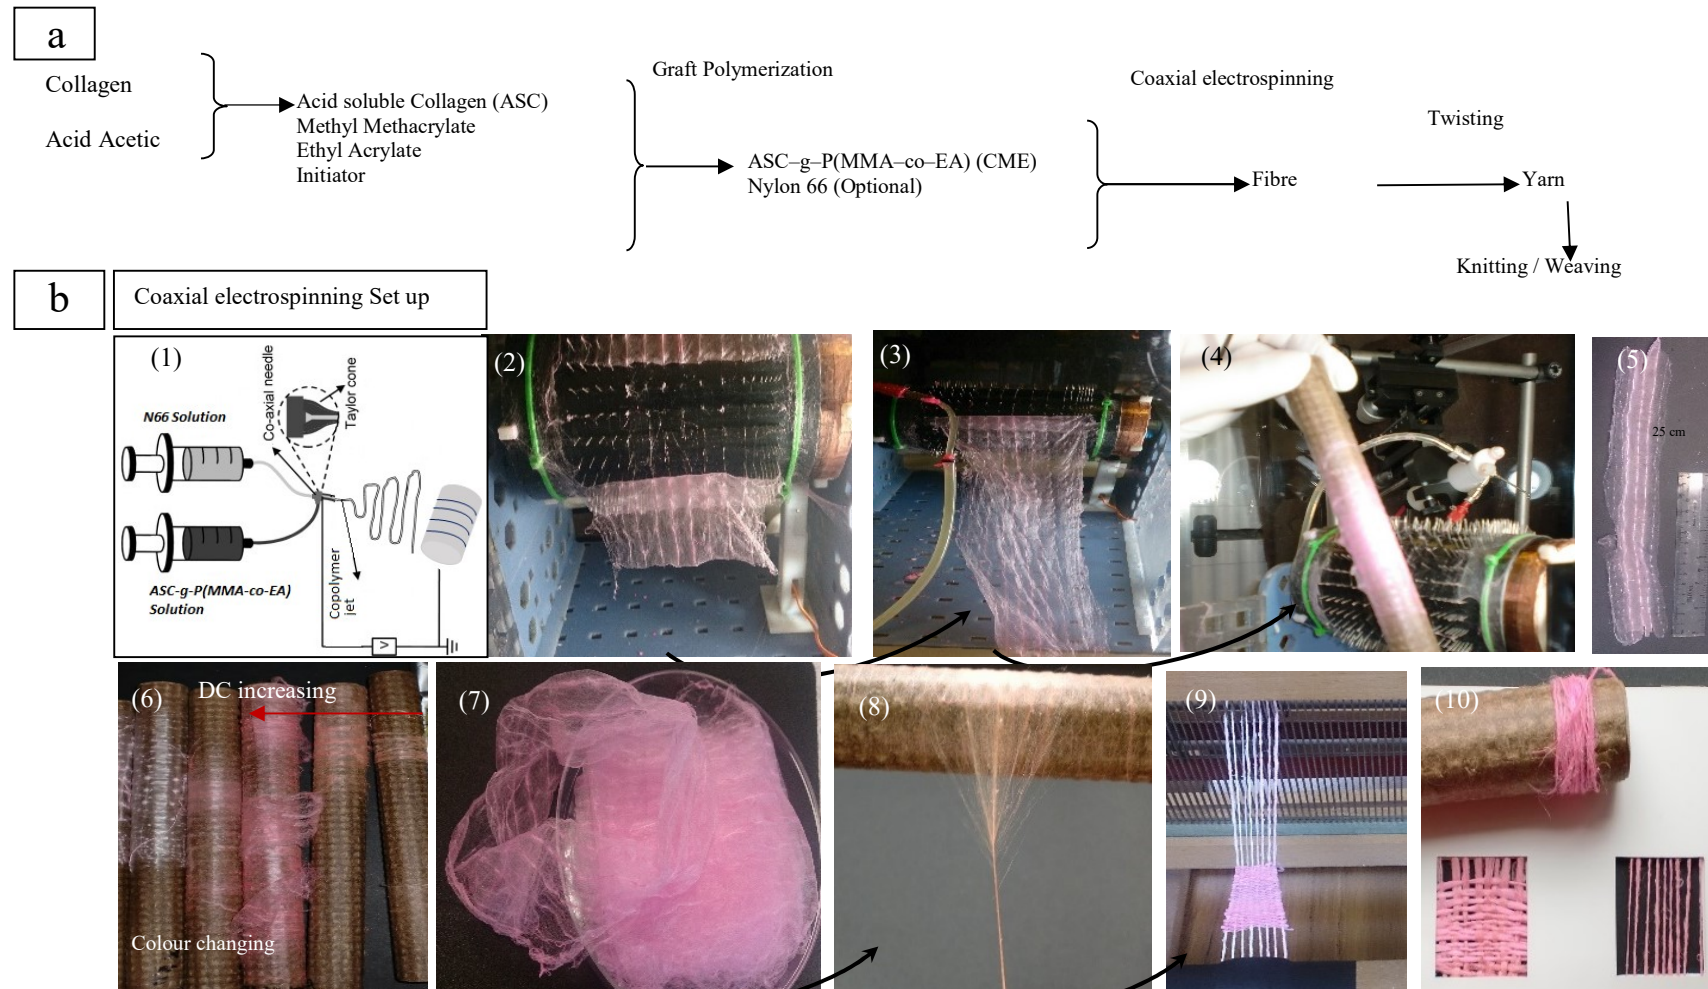 a
Collagen
Acid Acetic
Acid soluble Collagen (ASC)
Methyl Methacrylate
Ethyl Acrylate
Initiator
Graft Polymerization
ASC–g–P(MMA–co–EA) (CME)
Nylon 66 (Optional)
Coaxial electrospinning
Fibre
Twisting
Yarn
Knitting / Weaving
b
Coaxial electrospinning Set up
(1)
N66 Solution
Co-axial needle
Taylor cone
ASC-g-P(MMA-co-EA)
Solution
Copolymer
jet
V
(2)
(3)
(4)
(5)
25 cm
(6)
DC increasing
Colour changing
(7)
(8)
(9)
(10)